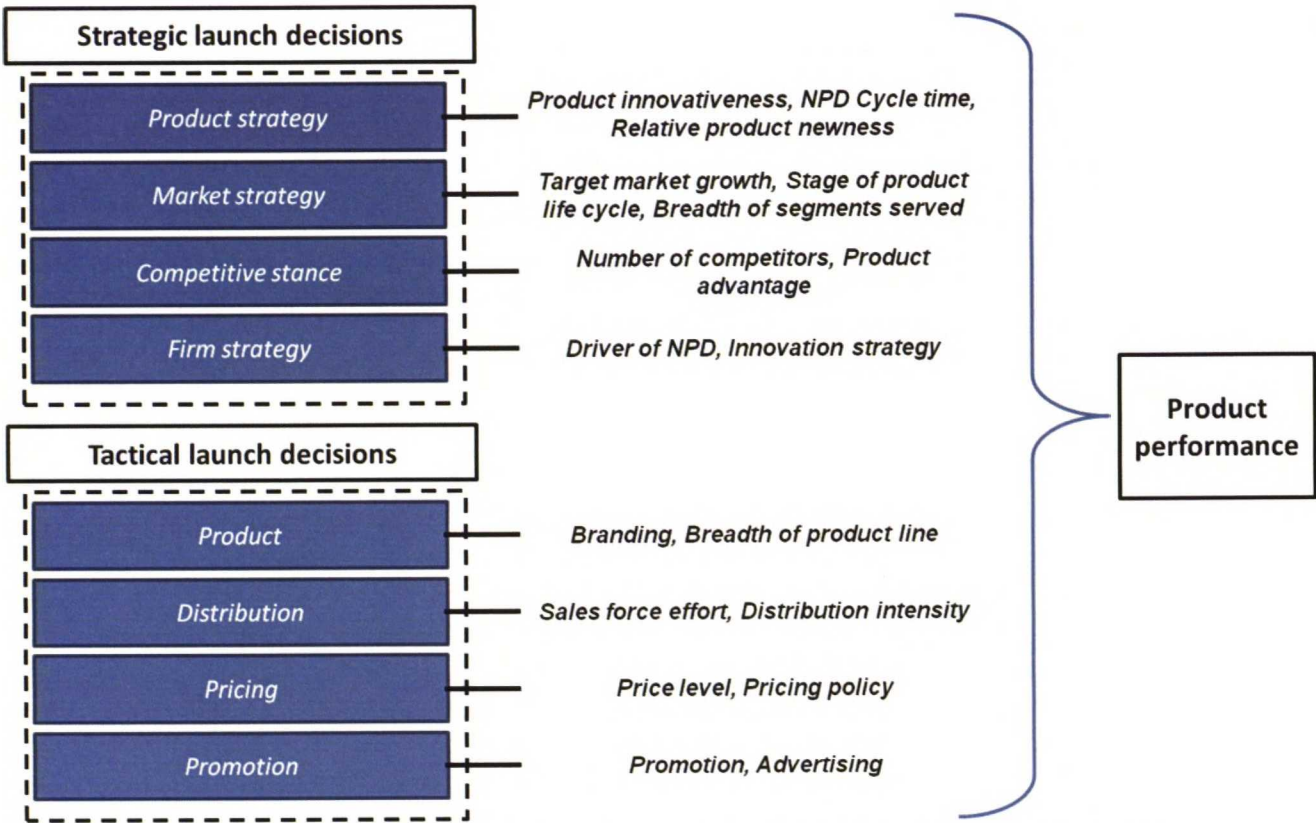 Strategic launch decisions
Product strategy
Product innovativeness, NPD Cycle time,
Relative product newness
Market strategy
Target market growth, Stage of product
life cycle, Breadth of segments served
Competitive stance
Number of competitors, Product
advantage
Firm strategy
Driver of NPD, Innovation strategy
Product
performance
Tactical launch decisions
Product
Branding, Breadth of product line
Distribution
Sales force effort, Distribution intensity
Pricing
Price level, Pricing policy
Promotion
Promotion, Advertising